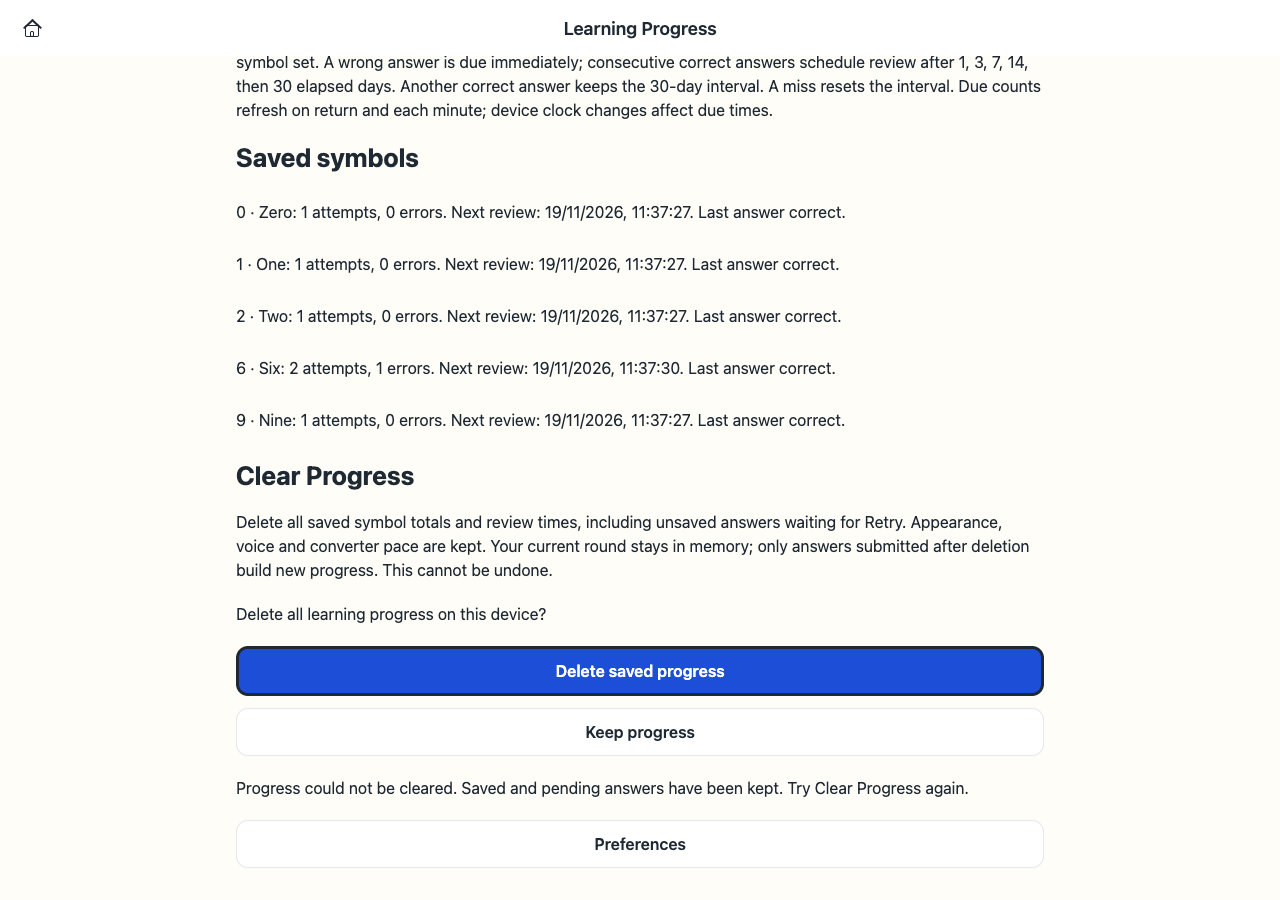 Learning Progress
symbol set. A wrong answer is due immediately; consecutive correct answers schedule review after 1, 3, 7, 14,
then 30 elapsed days. Another correct answer keeps the 30-day interval. A miss resets the interval. Due counts
refresh on return and each minute; device clock changes affect due times.
Saved symbols
0 · Zero: 1 attempts, 0 errors. Next review: 19/11/2026, 11:37:27. Last answer correct.
1 · One: 1 attempts, 0 errors. Next review: 19/11/2026, 11:37:27. Last answer correct.
2 · Two: 1 attempts, 0 errors. Next review: 19/11/2026, 11:37:27. Last answer correct.
6 · Six: 2 attempts, 1 errors. Next review: 19/11/2026, 11:37:30. Last answer correct.
9 · Nine: 1 attempts, 0 errors. Next review: 19/11/2026, 11:37:27. Last answer correct.
Clear Progress
Delete all saved symbol totals and review times, including unsaved answers waiting for Retry. Appearance,
voice and converter pace are kept. Your current round stays in memory; only answers submitted after deletion
build new progress. This cannot be undone.
Delete all learning progress on this device?
Delete saved progress
Keep progress
Progress could not be cleared. Saved and pending answers have been kept. Try Clear Progress again.
Preferences